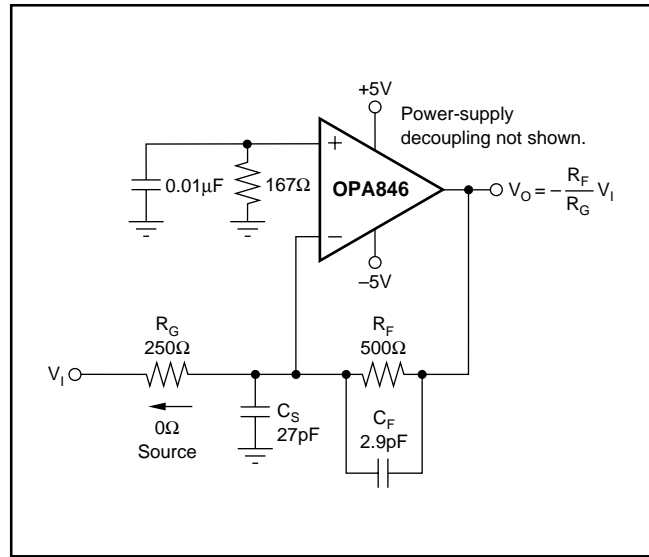 +5V
Power-supply
decoupling not shown.
+
0.01µF
167Ω
OPA846
V_O = – R_F / R_G V_I
–
–5V
R_G
250Ω
R_F
500Ω
V_I
0Ω
Source
C_S
27pF
C_F
2.9pF